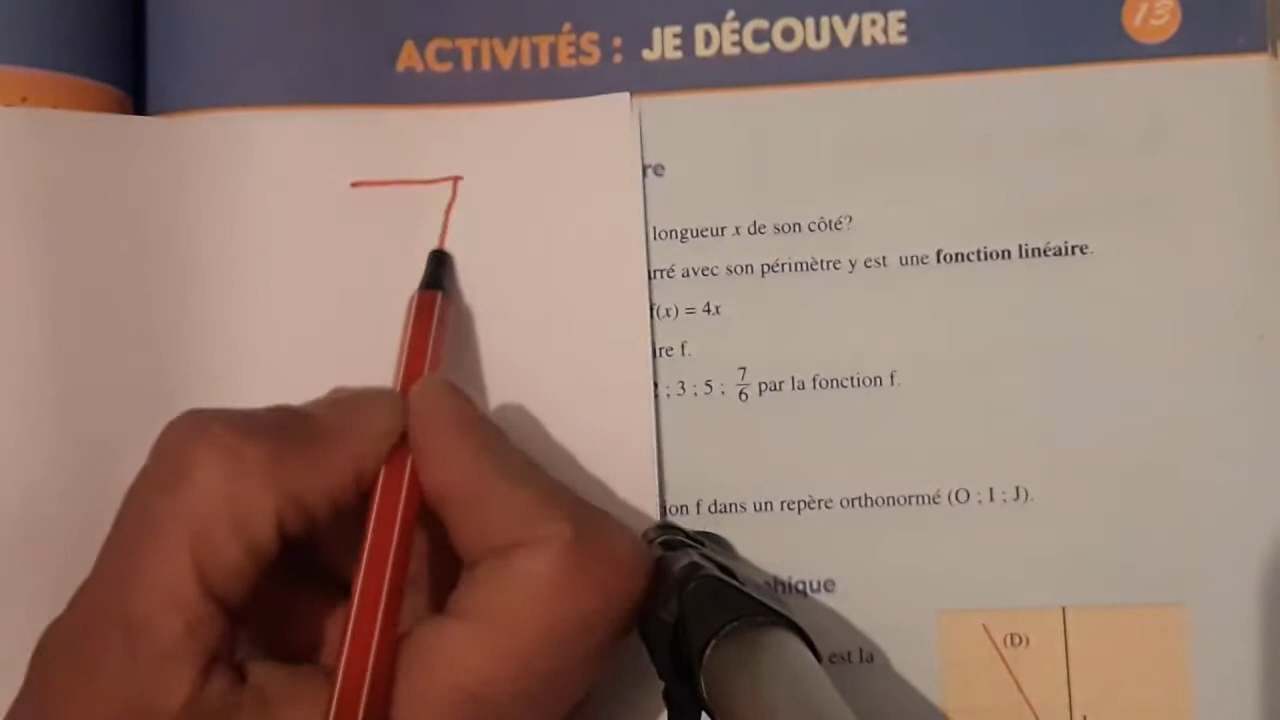 ACTIVITÉS : JE DÉCOUVRE
13
re
longueur x de son côté?
rré avec son périmètre y est une fonction linéaire.
f(x) = 4x
ire f.
; 3 ; 5 ; 7/6 par la fonction f.
ion f dans un repère orthonormé (O ; I ; J).
hique
est la
(D)